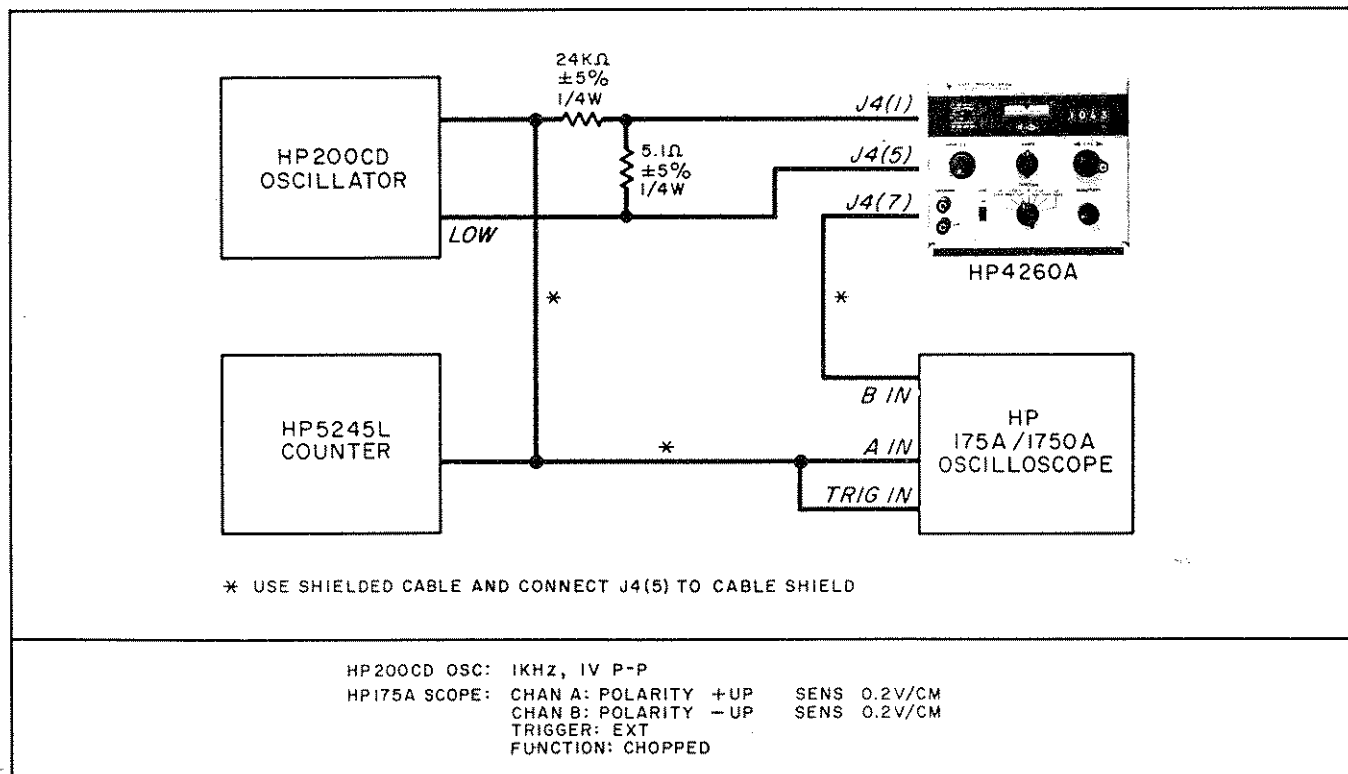 24KΩ
±5%
1/4W
J4(1)
HP200CD
OSCILLATOR
5.1Ω
±5%
1/4W
J4(5)
J4(7)
LOW
HP4260A
*
*
HP5245L
COUNTER
B IN
*
A IN
HP
175A/1750A
OSCILLOSCOPE
TRIG IN
* USE SHIELDED CABLE AND CONNECT J4(5) TO CABLE SHIELD
HP200CD OSC: 1KHz, 1V P-P
HP175A SCOPE: CHAN A: POLARITY +UP SENS 0.2V/CM
CHAN B: POLARITY -UP SENS 0.2V/CM
TRIGGER: EXT
FUNCTION: CHOPPED